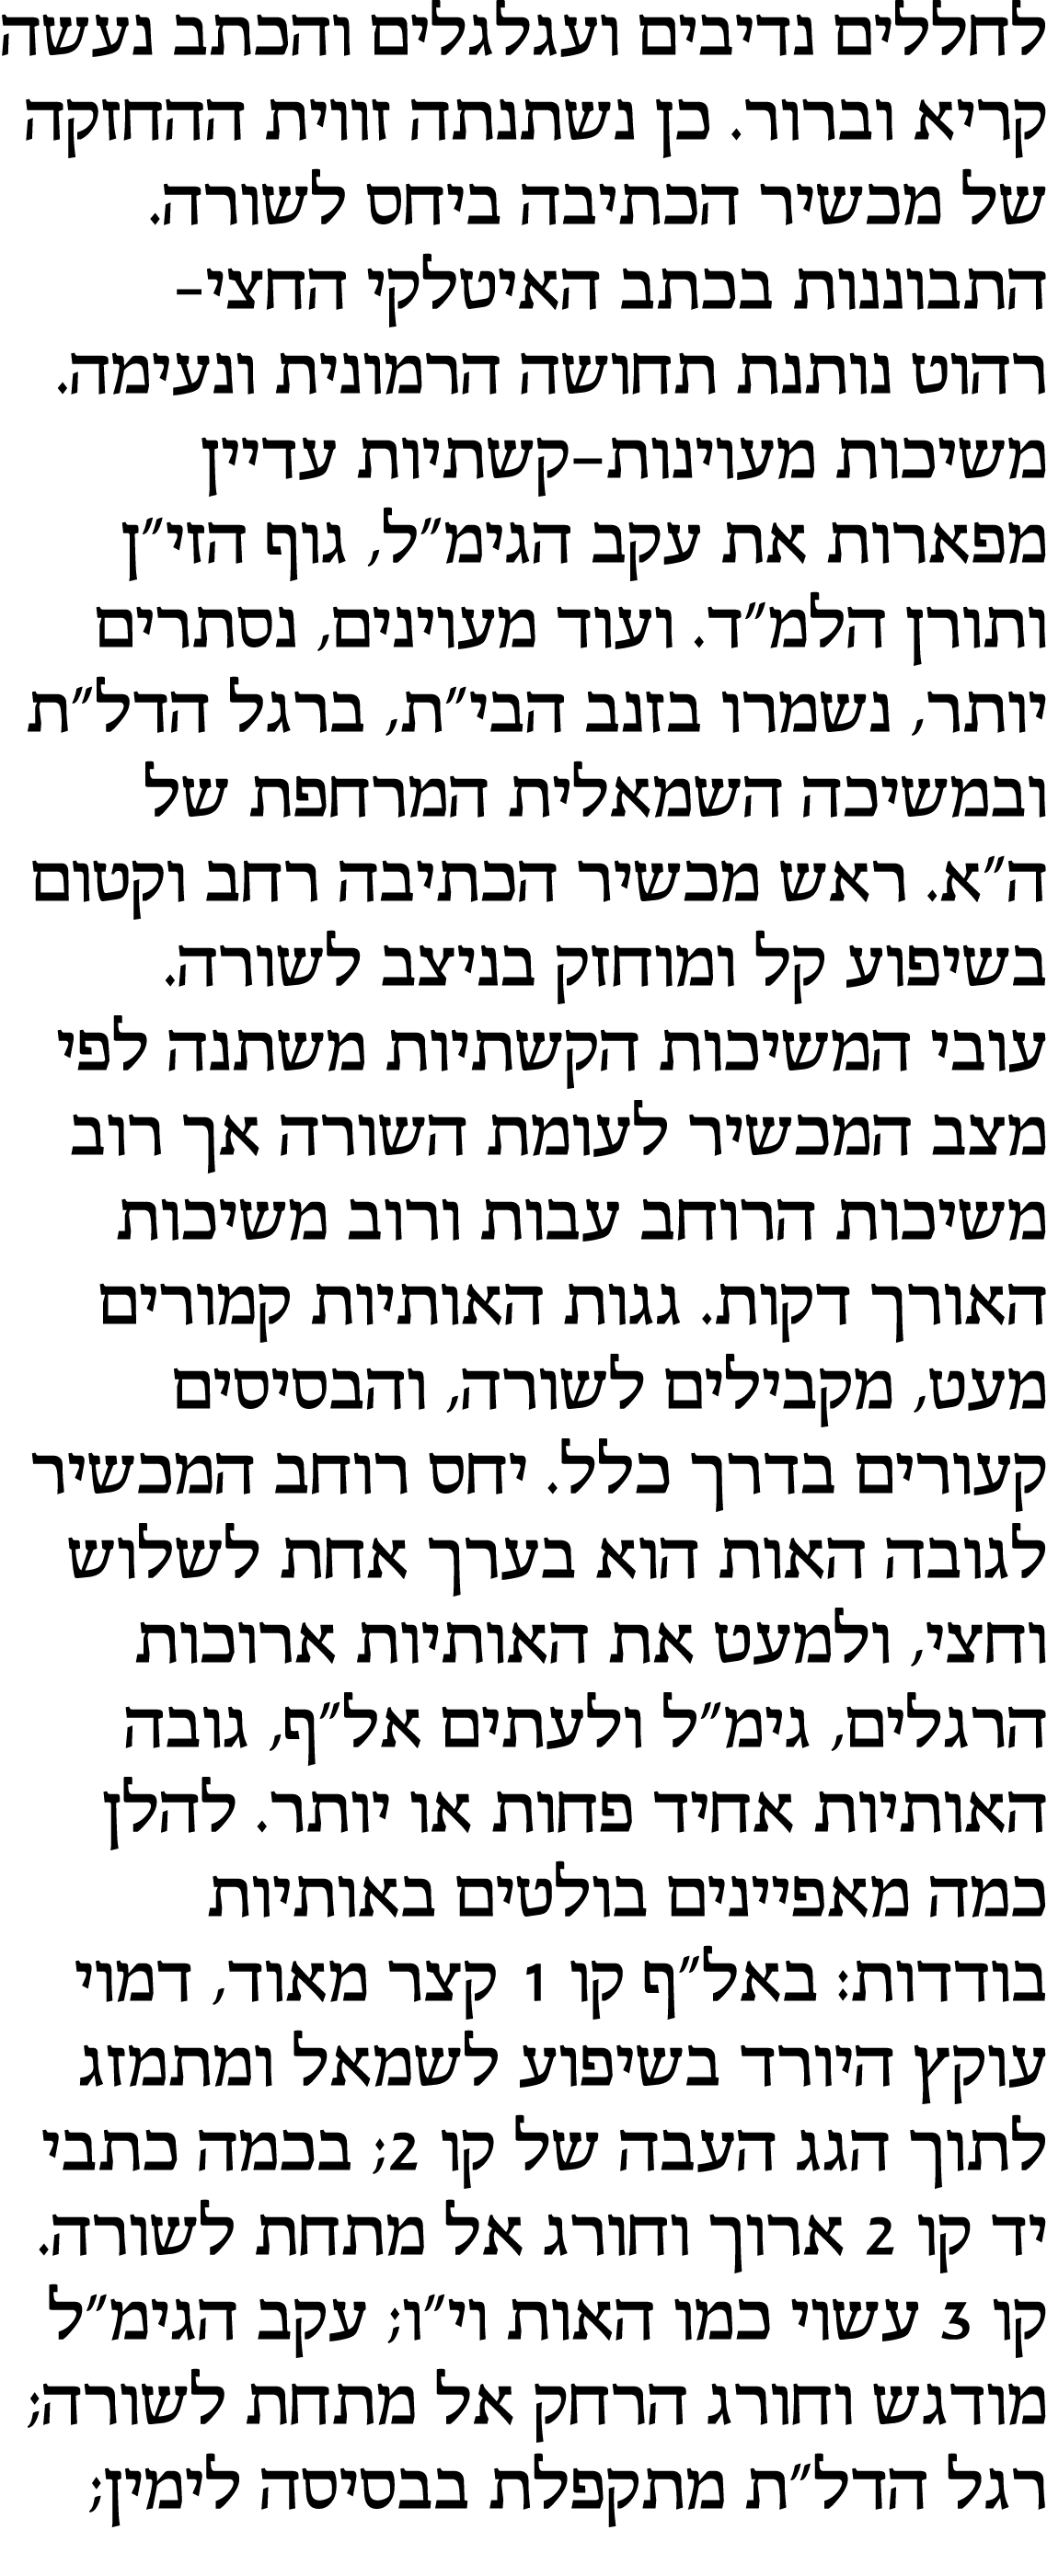 לחללים נדיבים ועגלגלים והכתב נעשה
קריא וברור. כן נשתנתה זווית ההחזקה
של מכשיר הכתיבה ביחס לשורה.
התבוננות בכתב האיטלקי החצי-
רהוט נותנת תחושה הרמונית ונעימה.
משיכות מעוינות-קשתיות עדיין
מפארות את עקב הגימ"ל, גוף הזי"ן
ותורן הלמ"ד. ועוד מעוינים, נסתרים
יותר, נשמרו בזנב הבי"ת, ברגל הדל"ת
ובמשיכה השמאלית המרחפת של
ה"א. ראש מכשיר הכתיבה רחב וקטום
בשיפוע קל ומוחזק בניצב לשורה.
עובי המשיכות הקשתיות משתנה לפי
מצב המכשיר לעומת השורה אך רוב
משיכות הרוחב עבות ורוב משיכות
האורך דקות. גגות האותיות קמורים
מעט, מקבילים לשורה, והבסיסים
קעורים בדרך כלל. יחס רוחב המכשיר
לגובה האות הוא בערך אחת לשלוש
וחצי, ולמעט את האותיות ארוכות
הרגלים, גימ"ל ולעתים אל"ף, גובה
האותיות אחיד פחות או יותר. להלן
כמה מאפיינים בולטים באותיות
בודדות: באל"ף קו 1 קצר מאוד, דמוי
עוקץ היורד בשיפוע לשמאל ומתמזג
לתוך הגג העבה של קו 2; בכמה כתבי
יד קו 2 ארוך וחורג אל מתחת לשורה.
קו 3 עשוי כמו האות וי"ו; עקב הגימ"ל
מודגש וחורג הרחק אל מתחת לשורה;
רגל הדל"ת מתקפלת בבסיסה לימין;